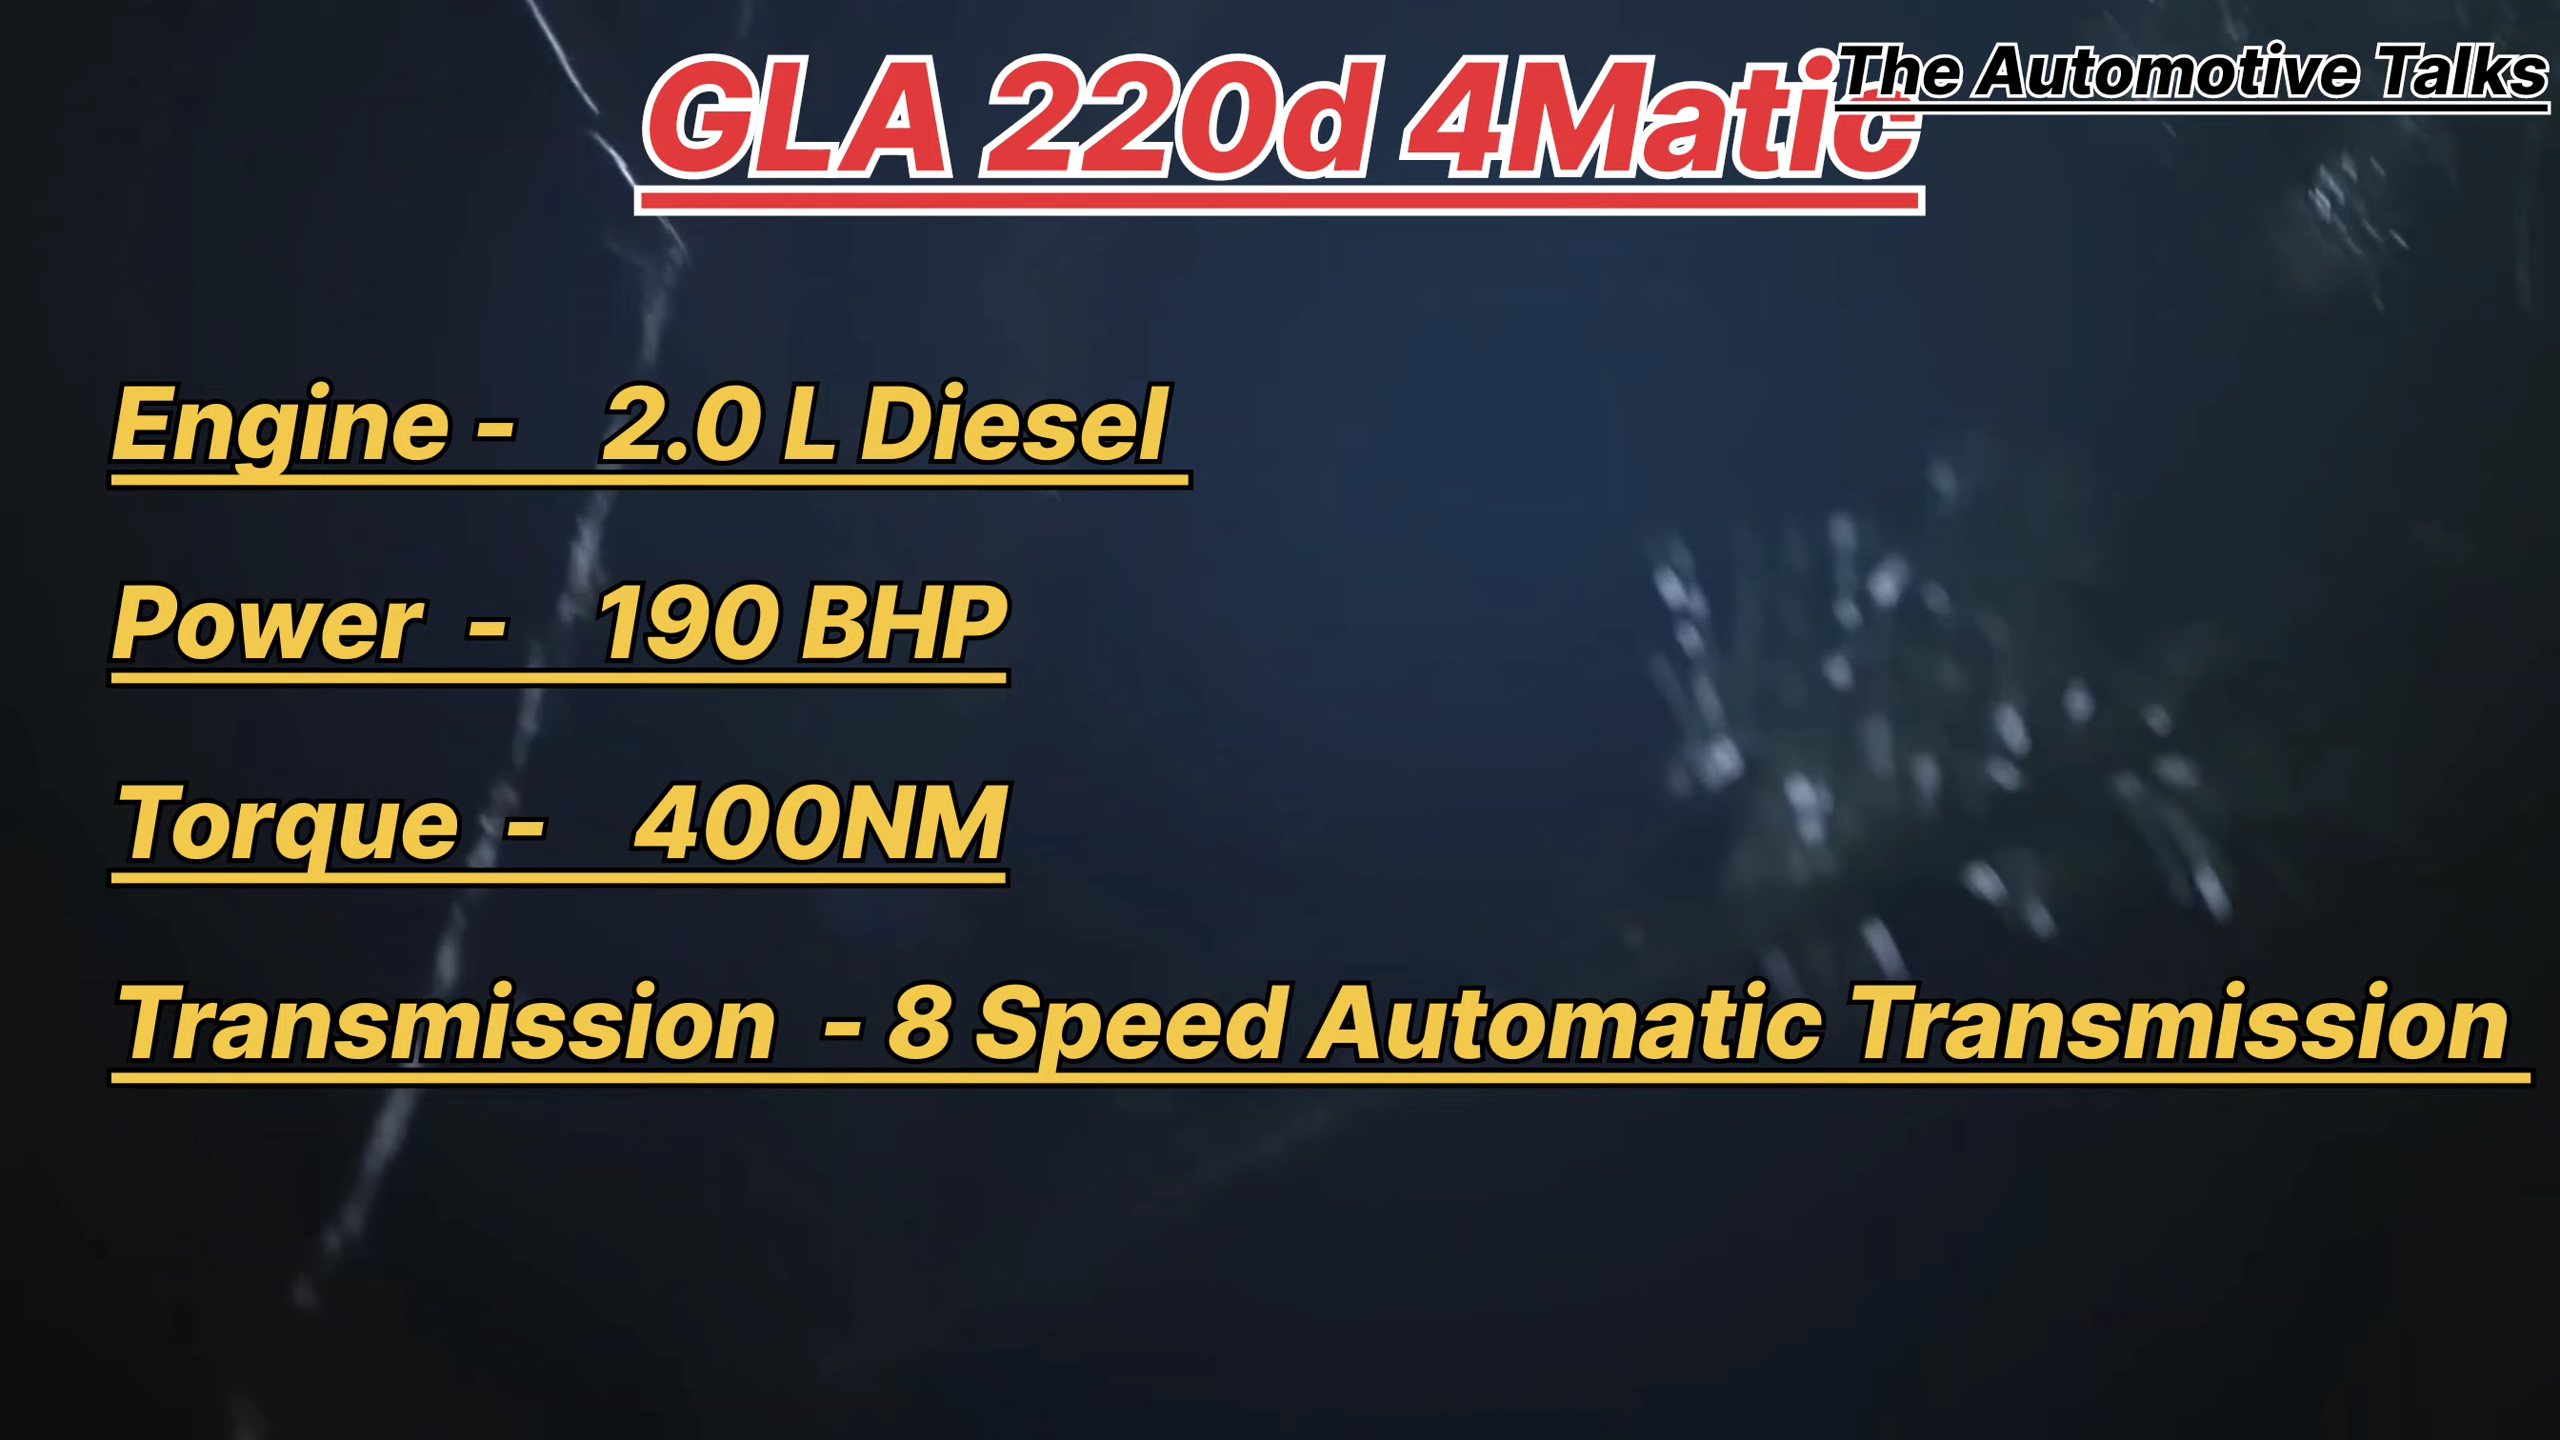 GLA 220d 4Matic
The Automotive Talks
Engine - 2.0 L Diesel
Power - 190 BHP
Torque - 400NM
Transmission - 8 Speed Automatic Transmission